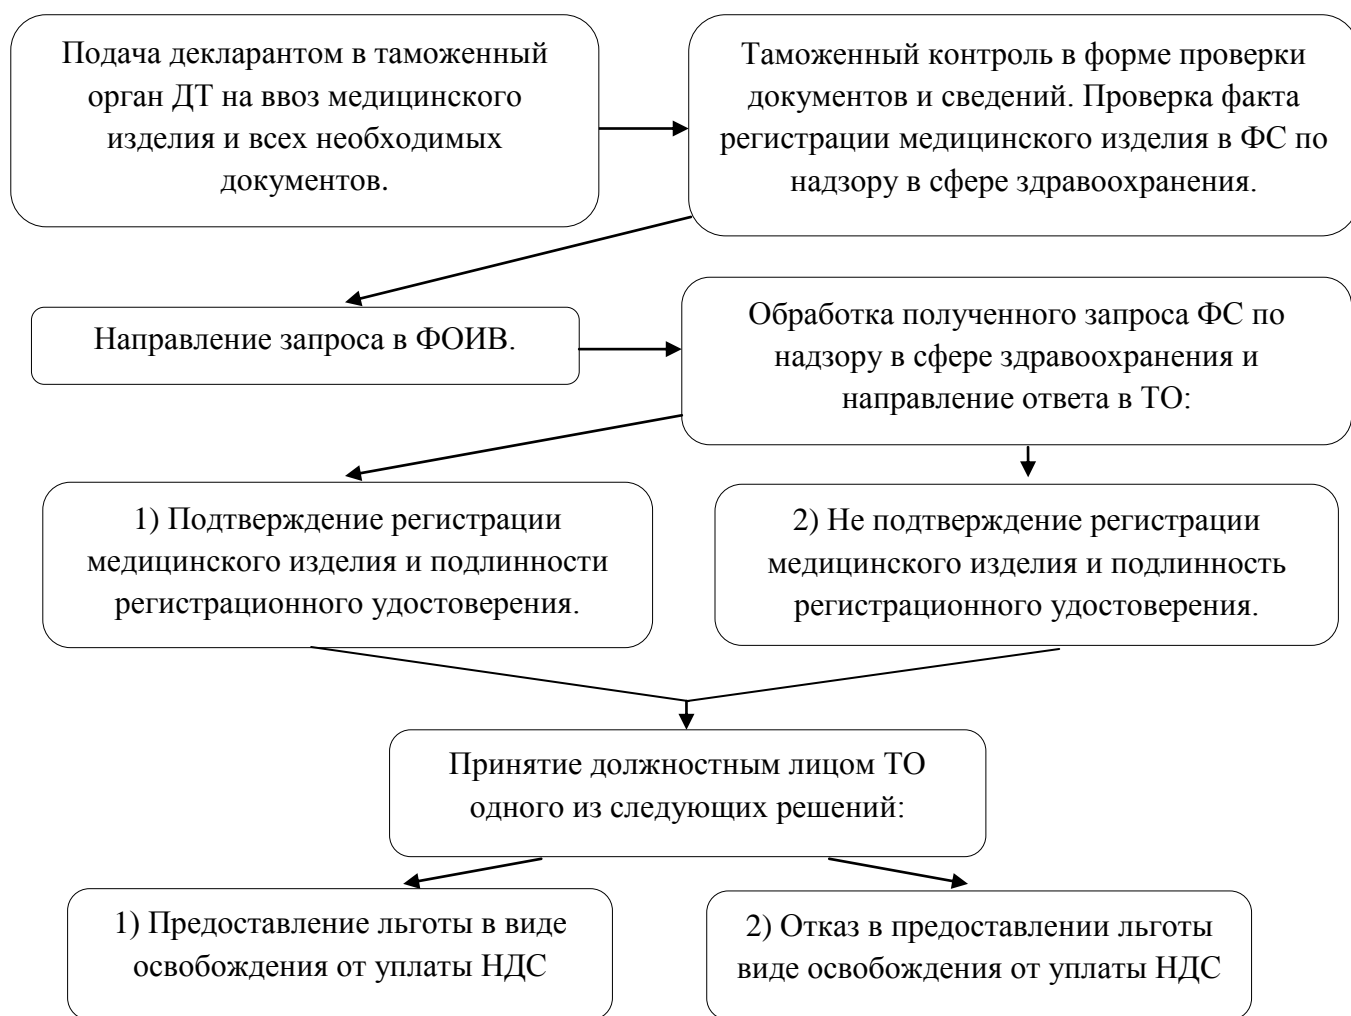 Подача декларантом в таможенный
орган ДТ на ввоз медицинского
изделия и всех необходимых
документов.
Таможенный контроль в форме проверки
документов и сведений. Проверка факта
регистрации медицинского изделия в ФС по
надзору в сфере здравоохранения.
Направление запроса в ФОИВ.
Обработка полученного запроса ФС по
надзору в сфере здравоохранения и
направление ответа в ТО:
1) Подтверждение регистрации
медицинского изделия и подлинности
регистрационного удостоверения.
2) Не подтверждение регистрации
медицинского изделия и подлинность
регистрационного удостоверения.
Принятие должностным лицом ТО
одного из следующих решений:
1) Предоставление льготы в виде
освобождения от уплаты НДС
2) Отказ в предоставлении льготы
виде освобождения от уплаты НДС